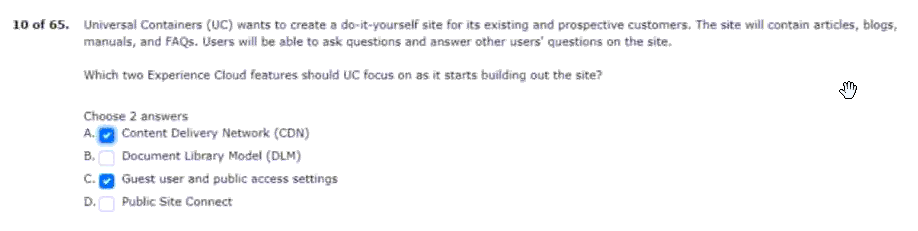 10 of 65. Universal Containers (UC) wants to create a do-it-yourself site for its existing and prospective customers. The site will contain articles, blogs,
manuals, and FAQs. Users will be able to ask questions and answer other users' questions on the site.
Which two Experience Cloud features should UC focus on as it starts building out the site?
Choose 2 answers
A. Content Delivery Network (CDN)
B. Document Library Model (DLM)
C. Guest user and public access settings
D. Public Site Connect